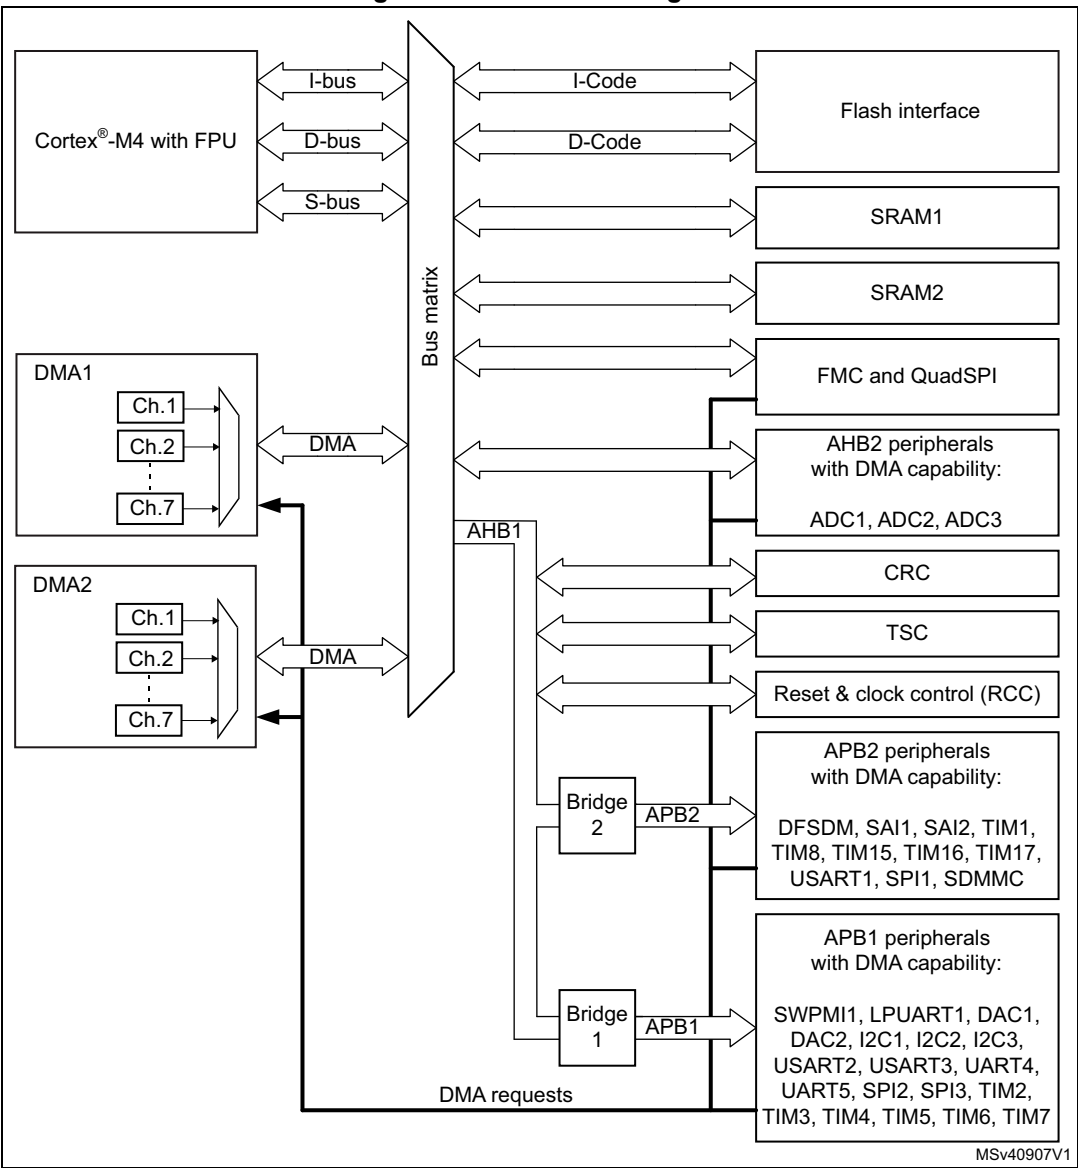 Cortex®-M4 with FPU
I-bus
D-bus
S-bus
Bus matrix
I-Code
D-Code
Flash interface
SRAM1
SRAM2
FMC and QuadSPI
DMA1
Ch.1
Ch.2
Ch.7
DMA
AHB2 peripherals
with DMA capability:
ADC1, ADC2, ADC3
AHB1
CRC
DMA2
Ch.1
Ch.2
Ch.7
DMA
TSC
Reset & clock control (RCC)
Bridge
2
APB2
APB2 peripherals
with DMA capability:
DFSDM, SAI1, SAI2, TIM1,
TIM8, TIM15, TIM16, TIM17,
USART1, SPI1, SDMMC
Bridge
1
APB1
APB1 peripherals
with DMA capability:
SWPMI1, LPUART1, DAC1,
DAC2, I2C1, I2C2, I2C3,
USART2, USART3, UART4,
UART5, SPI2, SPI3, TIM2,
TIM3, TIM4, TIM5, TIM6, TIM7
DMA requests
MSv40907V1